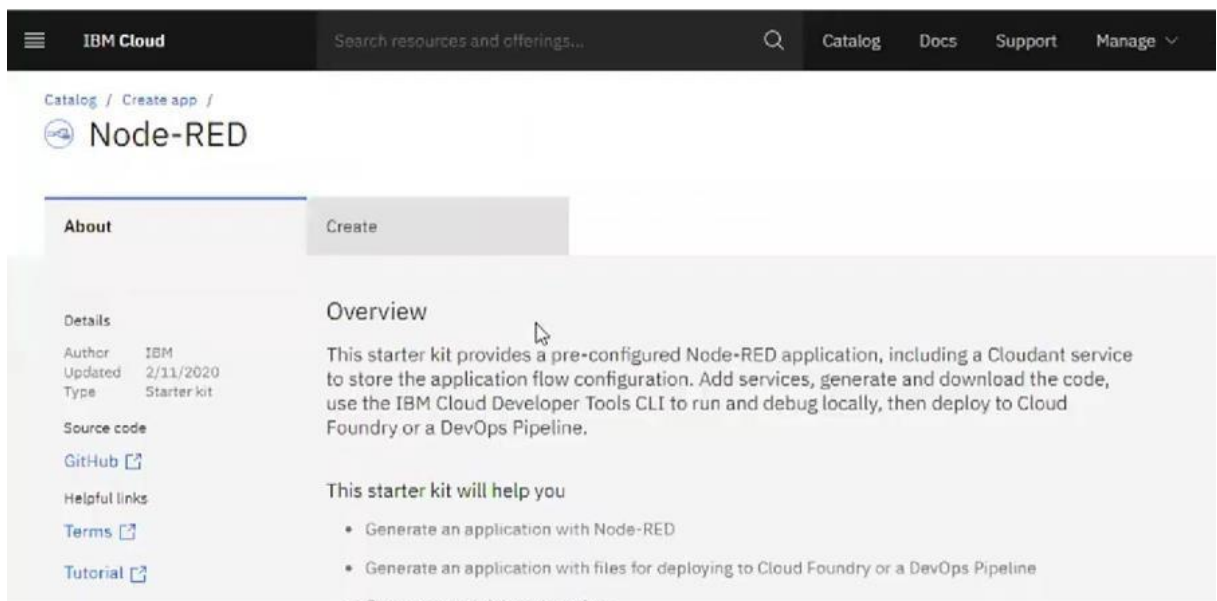 IBM Cloud
Search resources and offerings...
Catalog
Docs
Support
Manage
Catalog / Create app /
Node-RED
About
Create
Details
Author IBM
Updated 2/11/2020
Type Starter kit
Source code
GitHub
Helpful links
Terms
Tutorial
Overview
This starter kit provides a pre-configured Node-RED application, including a Cloudant service
to store the application flow configuration. Add services, generate and download the code,
use the IBM Cloud Developer Tools CLI to run and debug locally, then deploy to Cloud
Foundry or a DevOps Pipeline.
This starter kit will help you
• Generate an application with Node-RED
• Generate an application with files for deploying to Cloud Foundry or a DevOps Pipeline